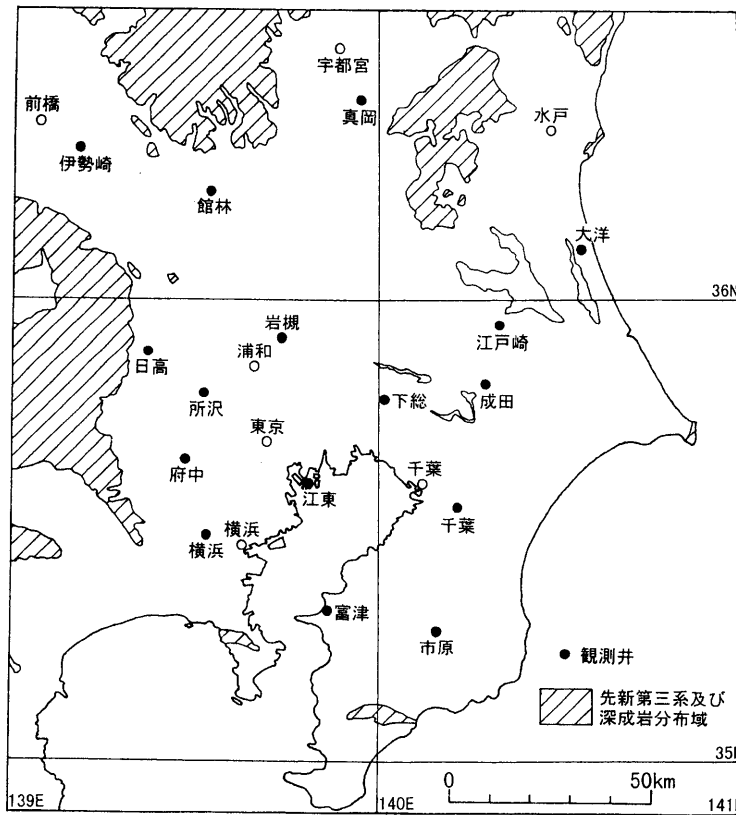 宇都宮
前橋
真岡
水戸
伊勢崎
館林
大洋
36N
岩槻
江戸崎
浦和
日高
下総
成田
所沢
東京
府中
千葉
江東
千葉
横浜
横浜
富津
市原
観測井
先新第三系及び
深成岩分布域
35N
0 50km
139E
140E
141E